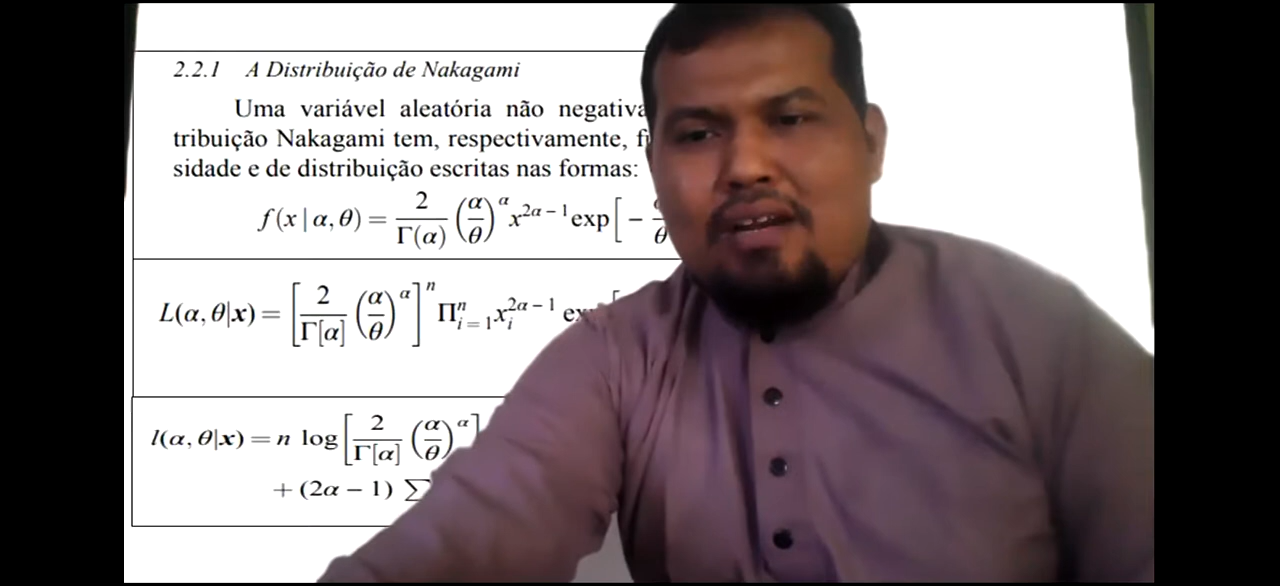 2.2.1 A Distribuição de Nakagami
Uma variável aleatória não negativa
tribuição Nakagami tem, respectivamente,
sidade e de distribuição escritas nas formas:
f(x | α, θ) = 2/Γ(α) (α/θ)^α x^{2α − 1} exp[ −
L(α, θ|x) = [2/Γ[α] (α/θ)^α]^n Π_{i = 1}^n x_i^{2α − 1}
l(α, θ|x) = n log[2/Γ[α] (α/θ)^α]
+ (2α − 1) ∑